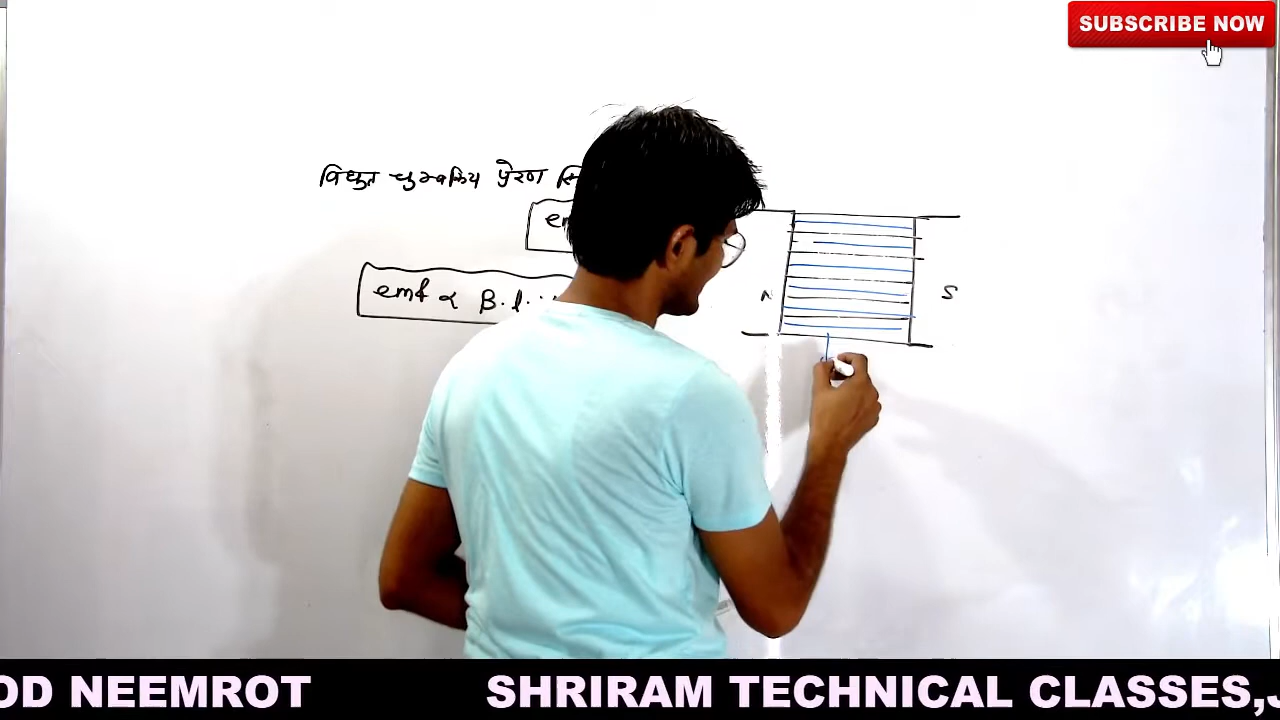 SUBSCRIBE NOW
विधुत चुम्बकिय प्रेरण
emf ∝ B.l.
N
S
OD NEEMROT SHRIRAM TECHNICAL CLASSES,J